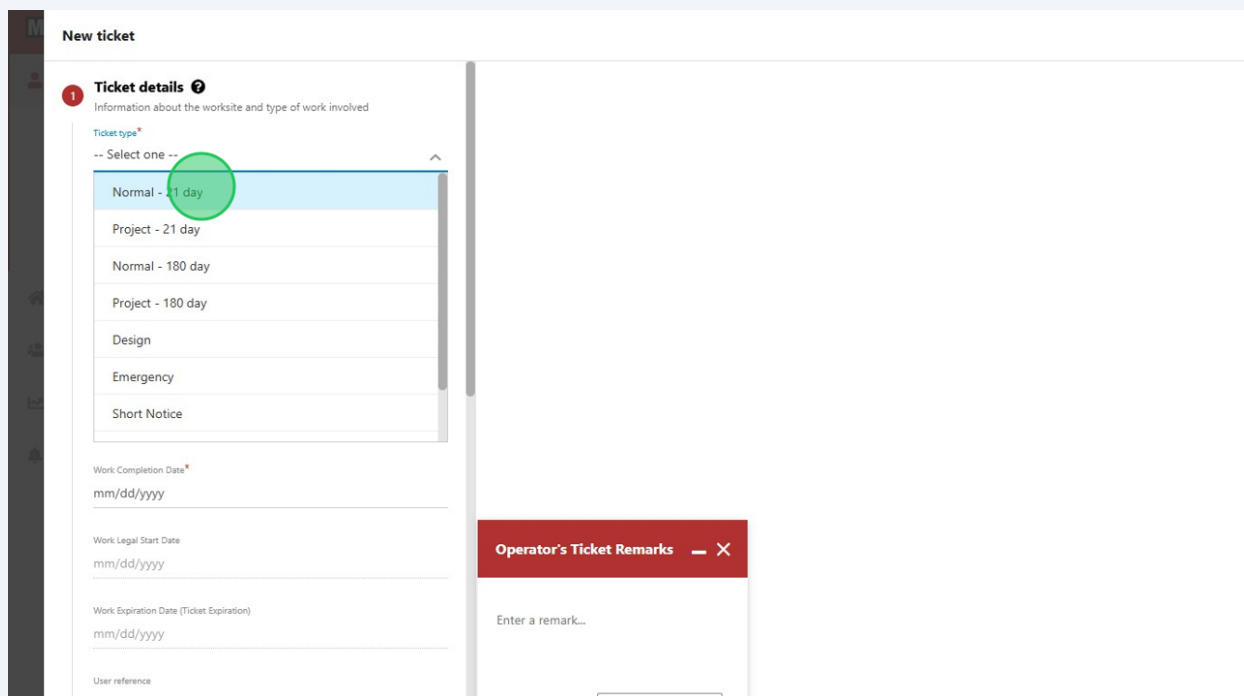 M
New ticket
1
Ticket details ?
Information about the worksite and type of work involved
Ticket type*
-- Select one --
Normal - 21 day
Project - 21 day
Normal - 180 day
Project - 180 day
Design
Emergency
Short Notice
Work Completion Date*
mm/dd/yyyy
Work Legal Start Date
mm/dd/yyyy
Work Expiration Date (Ticket Expiration)
mm/dd/yyyy
User reference
Operator's Ticket Remarks
Enter a remark...